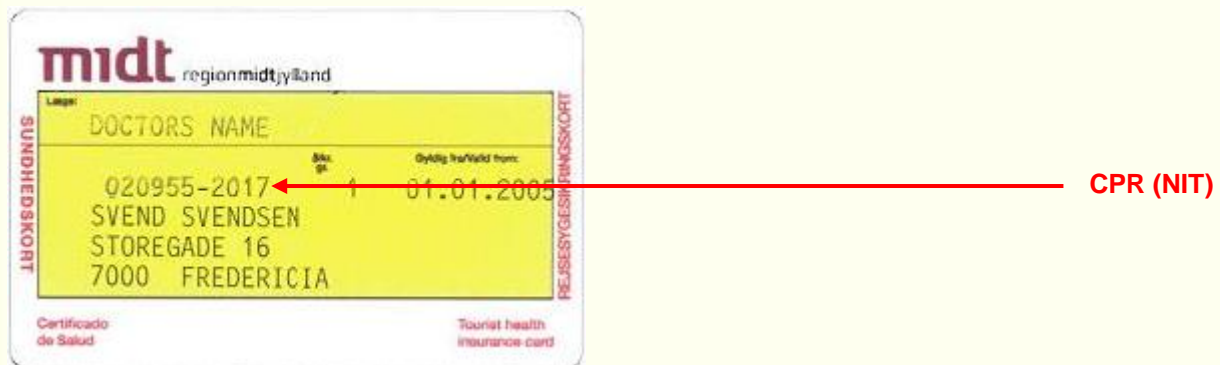 midt regionmidtjylland
Læge:
DOCTORS NAME
SUNDHEDSKORT
REJSESYGESIKRINGSKORT
Sikr. gr. Gyldig fra/Valid from:
020955-2017 1 01.01.2005
CPR (NIT)
SVEND SVENDSEN
STOREGADE 16
7000 FREDERICIA
Certificado
de Salud
Tourist health
insurance card